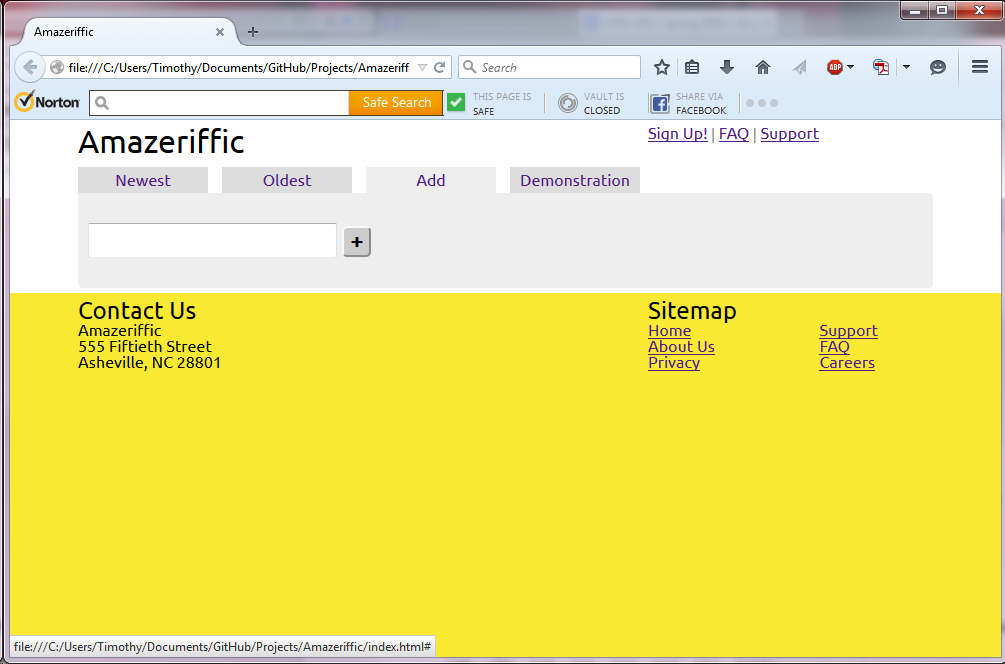 Amazeriffic
file:///C:/Users/Timothy/Documents/GitHub/Projects/Amazeriff
Search
Norton
Safe Search
THIS PAGE IS
SAFE
VAULT IS
CLOSED
SHARE VIA
FACEBOOK
ABP
Amazeriffic
Sign Up! | FAQ | Support
Newest Oldest Add Demonstration
+
Contact Us
Amazeriffic
555 Fiftieth Street
Asheville, NC 28801
Sitemap
Home Support
About Us FAQ
Privacy Careers
file:///C:/Users/Timothy/Documents/GitHub/Projects/Amazeriffic/index.html#